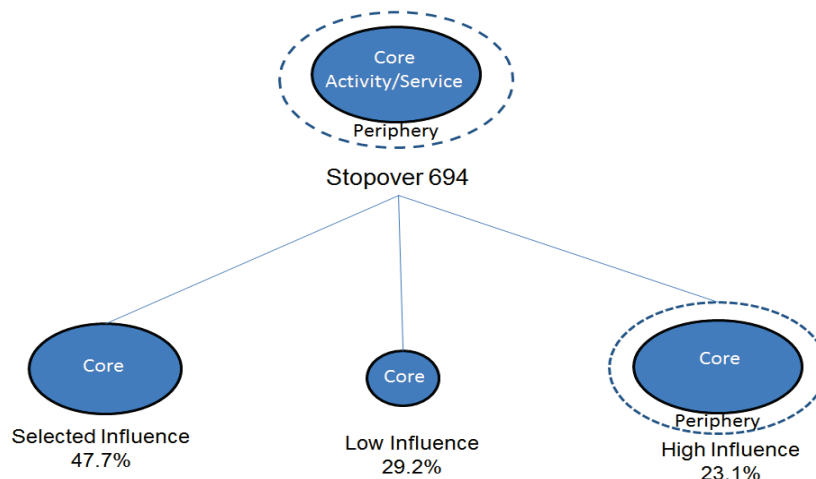 Core
Activity/Service
Periphery
Stopover 694
Core
Core
Core
Periphery
Selected Influence
47.7%
Low Influence
29.2%
High Influence
23.1%